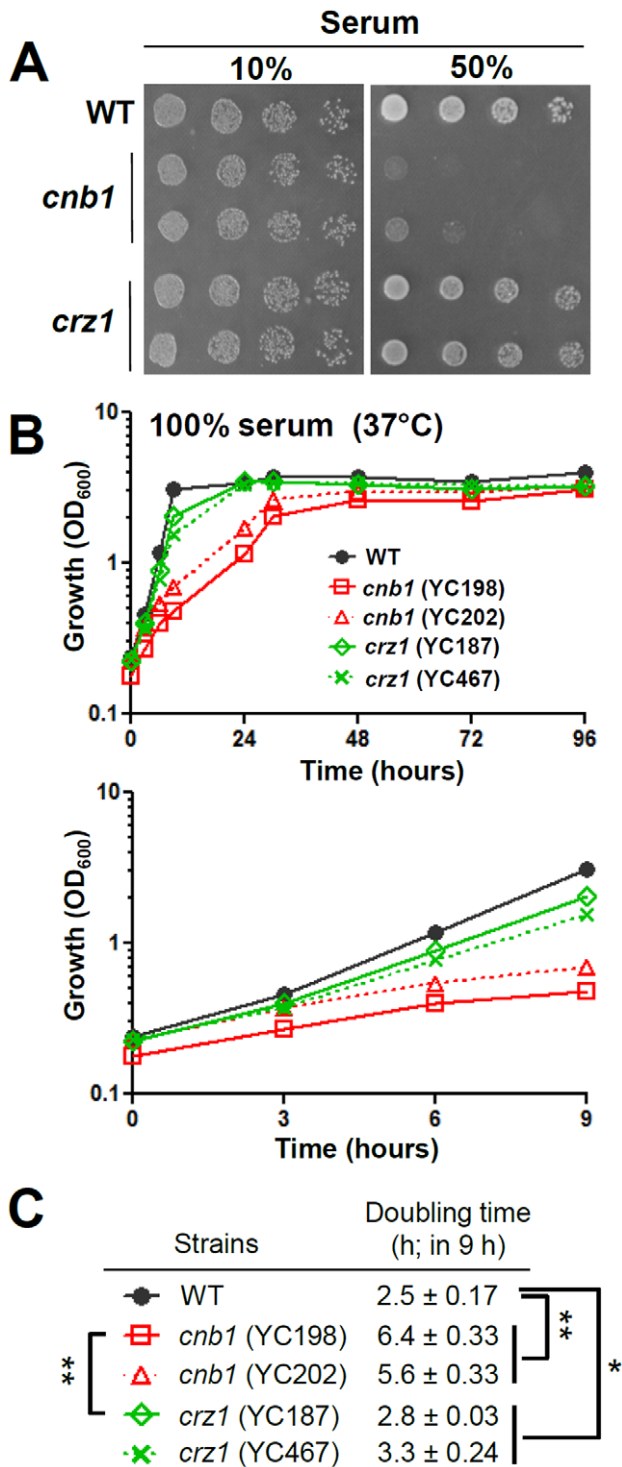 Serum
A
10% 50%
WT
cnb1
crz1
B
100% serum (37°C)
10
1
0.1
Growth (OD600)
WT
cnb1 (YC198)
cnb1 (YC202)
crz1 (YC187)
crz1 (YC467)
0 24 48 72 96
Time (hours)
10
1
0.1
Growth (OD600)
0 3 6 9
Time (hours)
C
Doubling time
Strains (h; in 9 h)
WT 2.5 ± 0.17
cnb1 (YC198) 6.4 ± 0.33
cnb1 (YC202) 5.6 ± 0.33
crz1 (YC187) 2.8 ± 0.03
crz1 (YC467) 3.3 ± 0.24
**
**
*